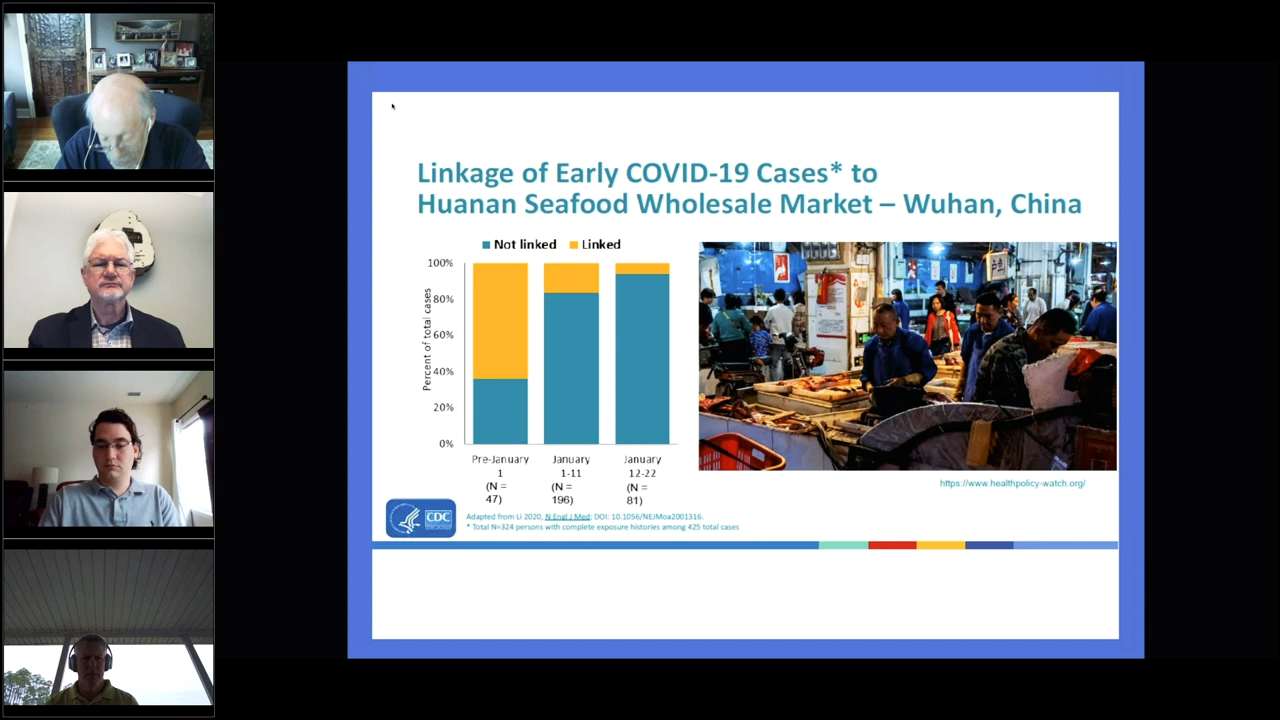 Linkage of Early COVID-19 Cases* to
Huanan Seafood Wholesale Market – Wuhan, China
Not linked Linked
Percent of total cases
100%
80%
60%
40%
20%
0%
Pre-January
1
(N =
47)
January
1-11
(N =
196)
January
12-22
(N =
81)
https://www.healthpolicy-watch.org/
CDC
Adapted from Li 2020, N Engl J Med; DOI: 10.1056/NEJMoa2001316.
* Total N=324 persons with complete exposure histories among 425 total cases